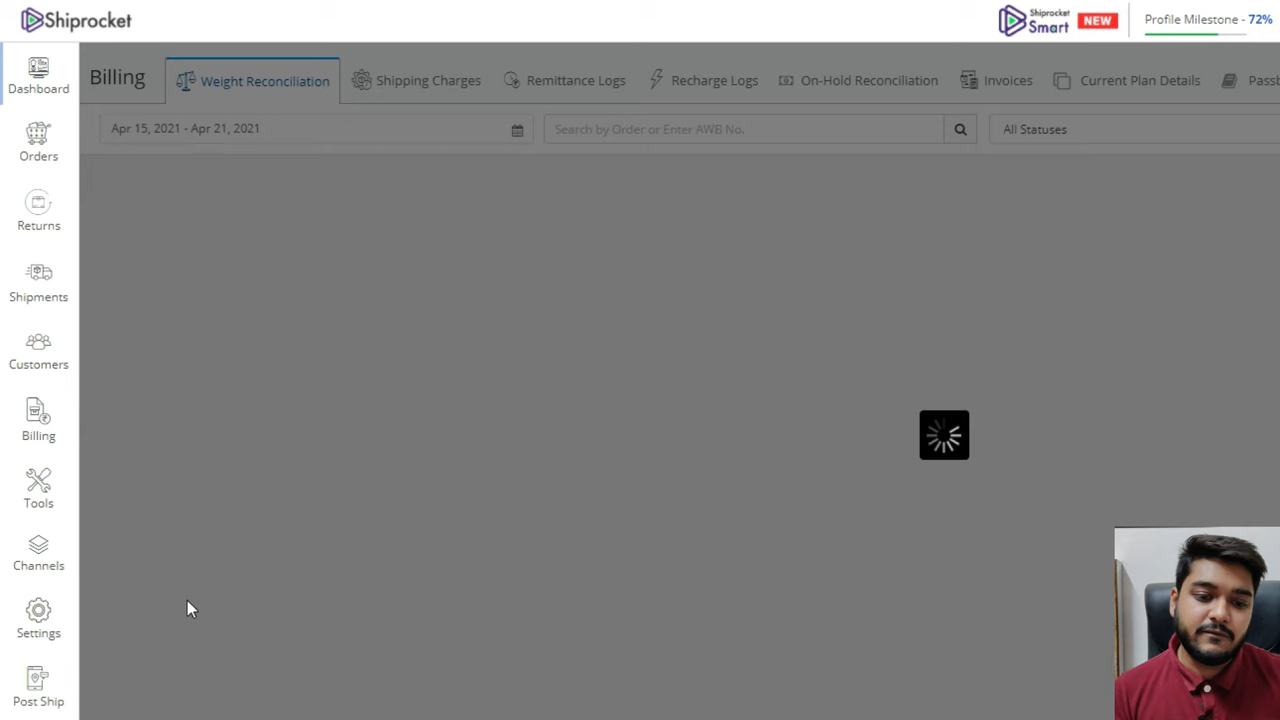 Shiprocket
Shiprocket
Smart
NEW
Profile Milestone - 72%
Dashboard
Orders
Returns
Shipments
Customers
Billing
Tools
Channels
Settings
Post Ship
Billing
Weight Reconciliation
Shipping Charges
Remittance Logs
Recharge Logs
On-Hold Reconciliation
Invoices
Current Plan Details
Apr 15, 2021 - Apr 21, 2021
Search by Order or Enter AWB No.
All Statuses